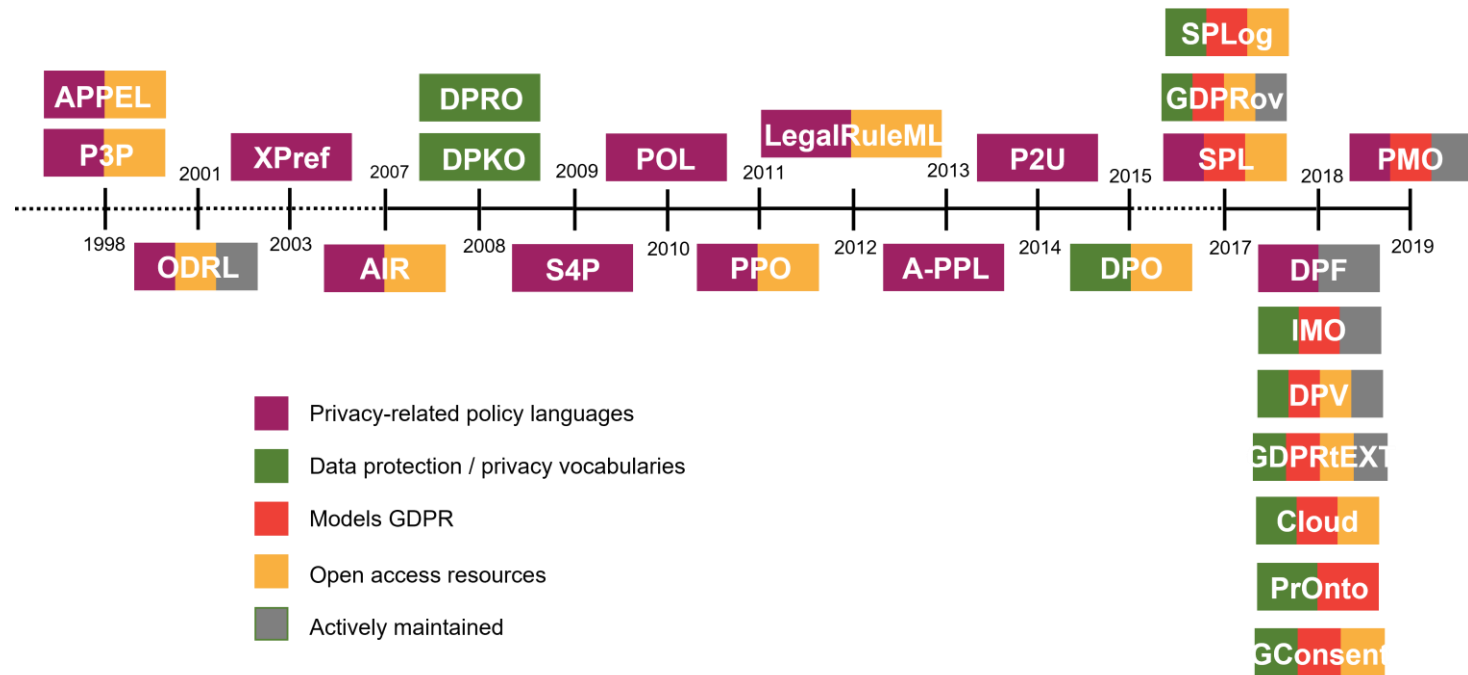 SPLog
APPEL
DPRO
GDPRov
LegalRuleML
P3P
XPref
DPKO
POL
P2U
SPL
PMO
2001
2007
2009
2011
2013
2015
2018
1998
2003
2008
2010
2012
2014
2017
2019
ODRL
AIR
S4P
PPO
A-PPL
DPO
DPF
IMO
DPV
GDPRtEXT
Cloud
PrOnto
GConsent
Privacy-related policy languages
Data protection / privacy vocabularies
Models GDPR
Open access resources
Actively maintained